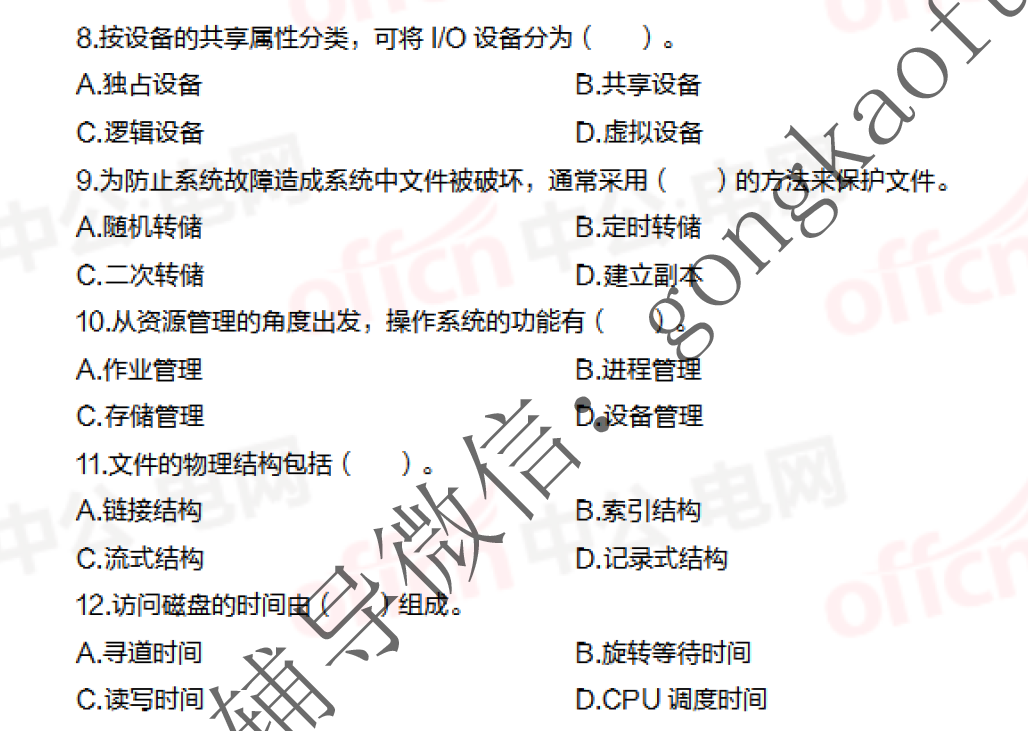 8.按设备的共享属性分类，可将 I/O 设备分为（　　）。
A.独占设备 B.共享设备
C.逻辑设备 D.虚拟设备
9.为防止系统故障造成系统中文件被破坏，通常采用（　　）的方法来保护文件。
A.随机转储 B.定时转储
C.二次转储 D.建立副本
10.从资源管理的角度出发，操作系统的功能有（　　）。
A.作业管理 B.进程管理
C.存储管理 D.设备管理
11.文件的物理结构包括（　　）。
A.链接结构 B.索引结构
C.流式结构 D.记录式结构
12.访问磁盘的时间由（　　）组成。
A.寻道时间 B.旋转等待时间
C.读写时间 D.CPU 调度时间
辅导微信：gongkaofu
中公·电网
offcn
中公·电网
offcn
中公·电网
offcn
中公·电网
offcn